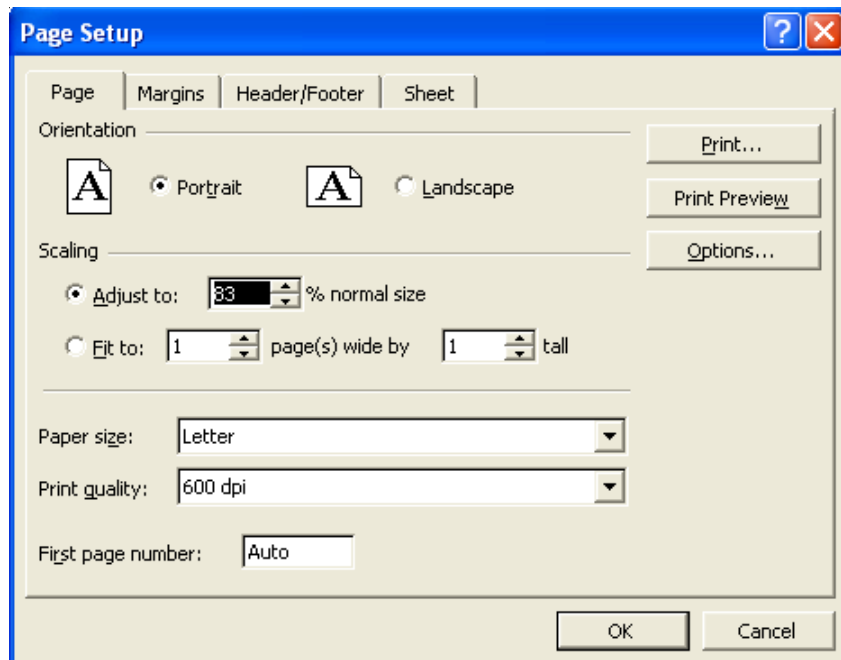 Page Setup
Page Margins Header/Footer Sheet
Orientation
Print...
A Portrait A Landscape
Print Preview
Scaling
Options...
Adjust to: % normal size
Fit to: 1 page(s) wide by 1 tall
Paper size: Letter
Print quality: 600 dpi
First page number: Auto
OK Cancel